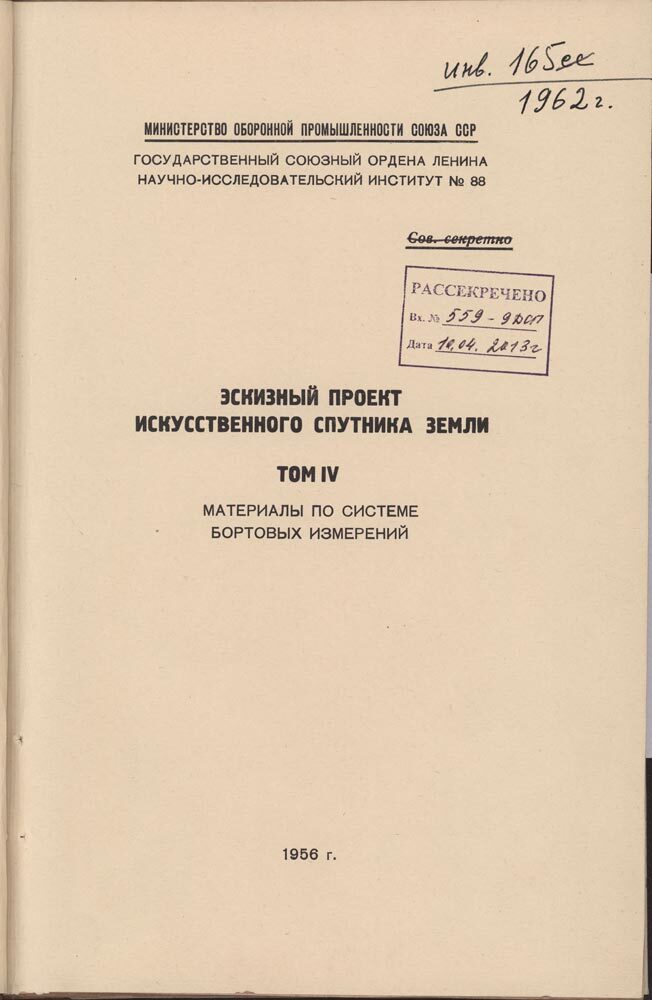 инв. 165сс
1962 г.
МИНИСТЕРСТВО ОБОРОННОЙ ПРОМЫШЛЕННОСТИ СОЮЗА ССР
ГОСУДАРСТВЕННЫЙ СОЮЗНЫЙ ОРДЕНА ЛЕНИНА
НАУЧНО-ИССЛЕДОВАТЕЛЬСКИЙ ИНСТИТУТ № 88
Сов. секретно
РАССЕКРЕЧЕНО
Вх. № 559-9дсп
Дата 10.04. 2013г
ЭСКИЗНЫЙ ПРОЕКТ
ИСКУССТВЕННОГО СПУТНИКА ЗЕМЛИ
ТОМ IV
МАТЕРИАЛЫ ПО СИСТЕМЕ
БОРТОВЫХ ИЗМЕРЕНИЙ
1956 г.